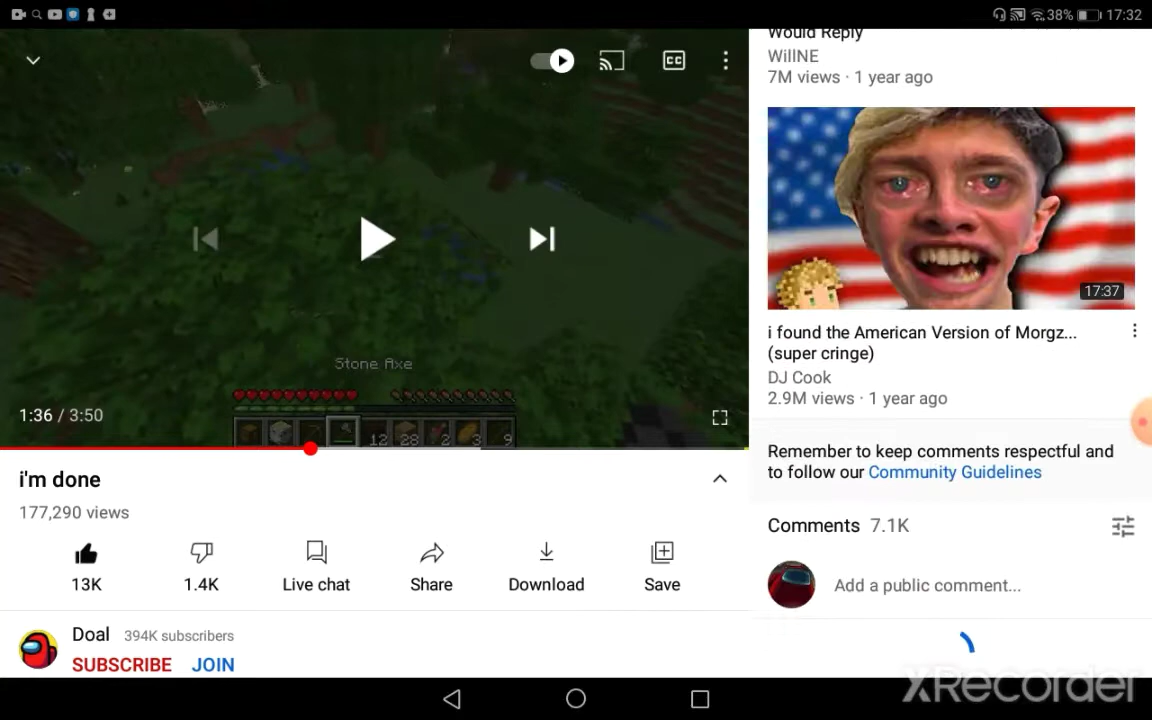 38% 17:32
CC
Stone Axe
12 28 2 3 9
1:36 / 3:50
i'm done
177,290 views
13K
1.4K
Live chat
Share
Download
Save
Doal 394K subscribers
SUBSCRIBE JOIN
Would Reply
WillNE
7M views · 1 year ago
17:37
i found the American Version of Morgz...
(super cringe)
DJ Cook
2.9M views · 1 year ago
Remember to keep comments respectful and
to follow our Community Guidelines
Comments 7.1K
Add a public comment...
XRecorder